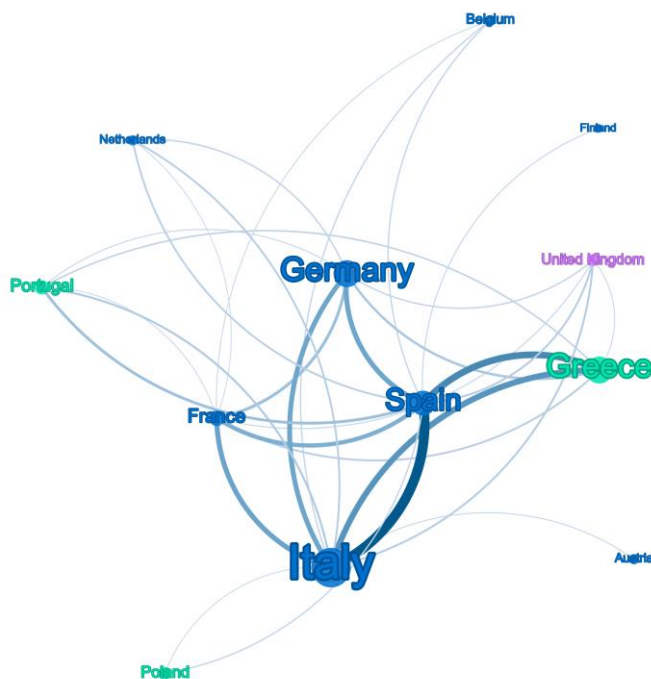 Belgium
Finland
Netherlands
United Kingdom
Germany
Portugal
Greece
Spain
France
Austria
Italy
Poland